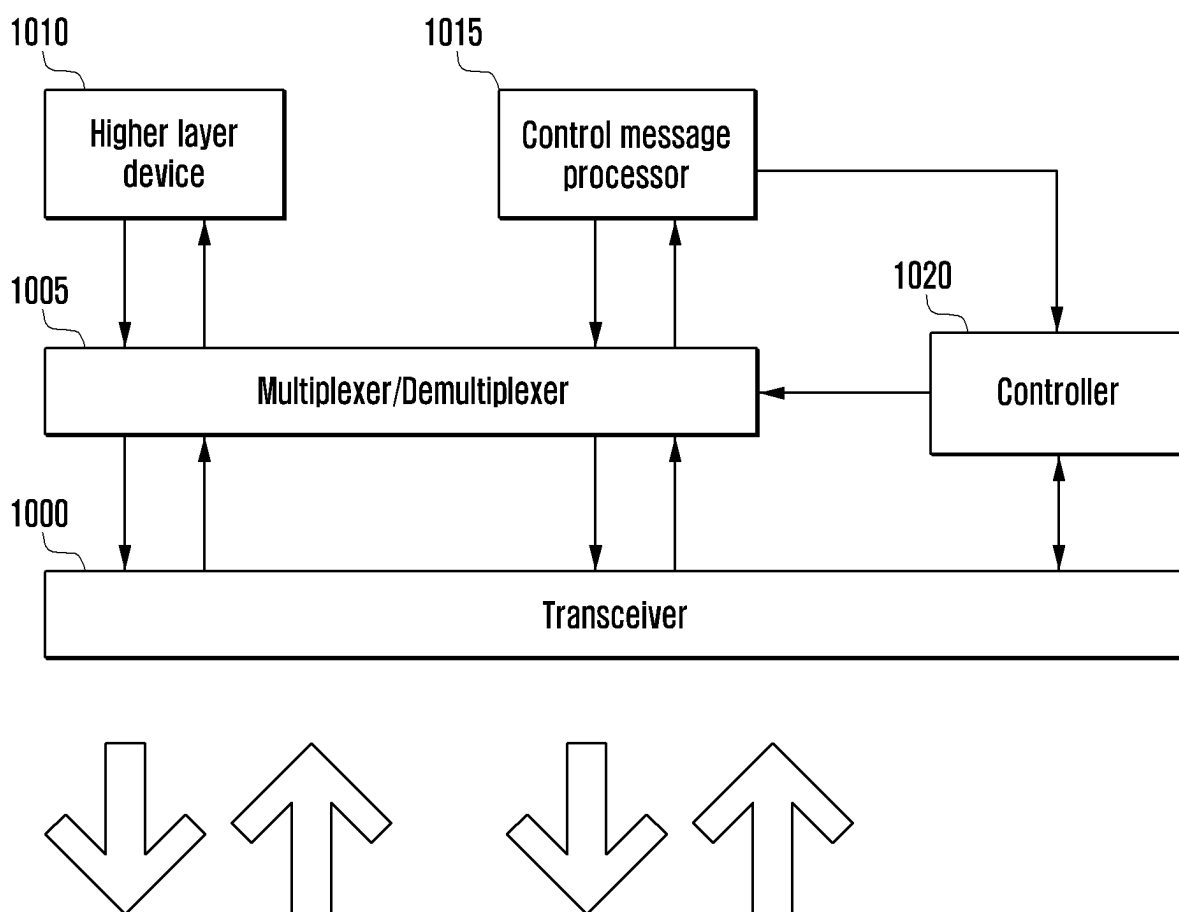 1010
1015
Higher layer
device
Control message
processor
1005
1020
Multiplexer/Demultiplexer
Controller
1000
Transceiver